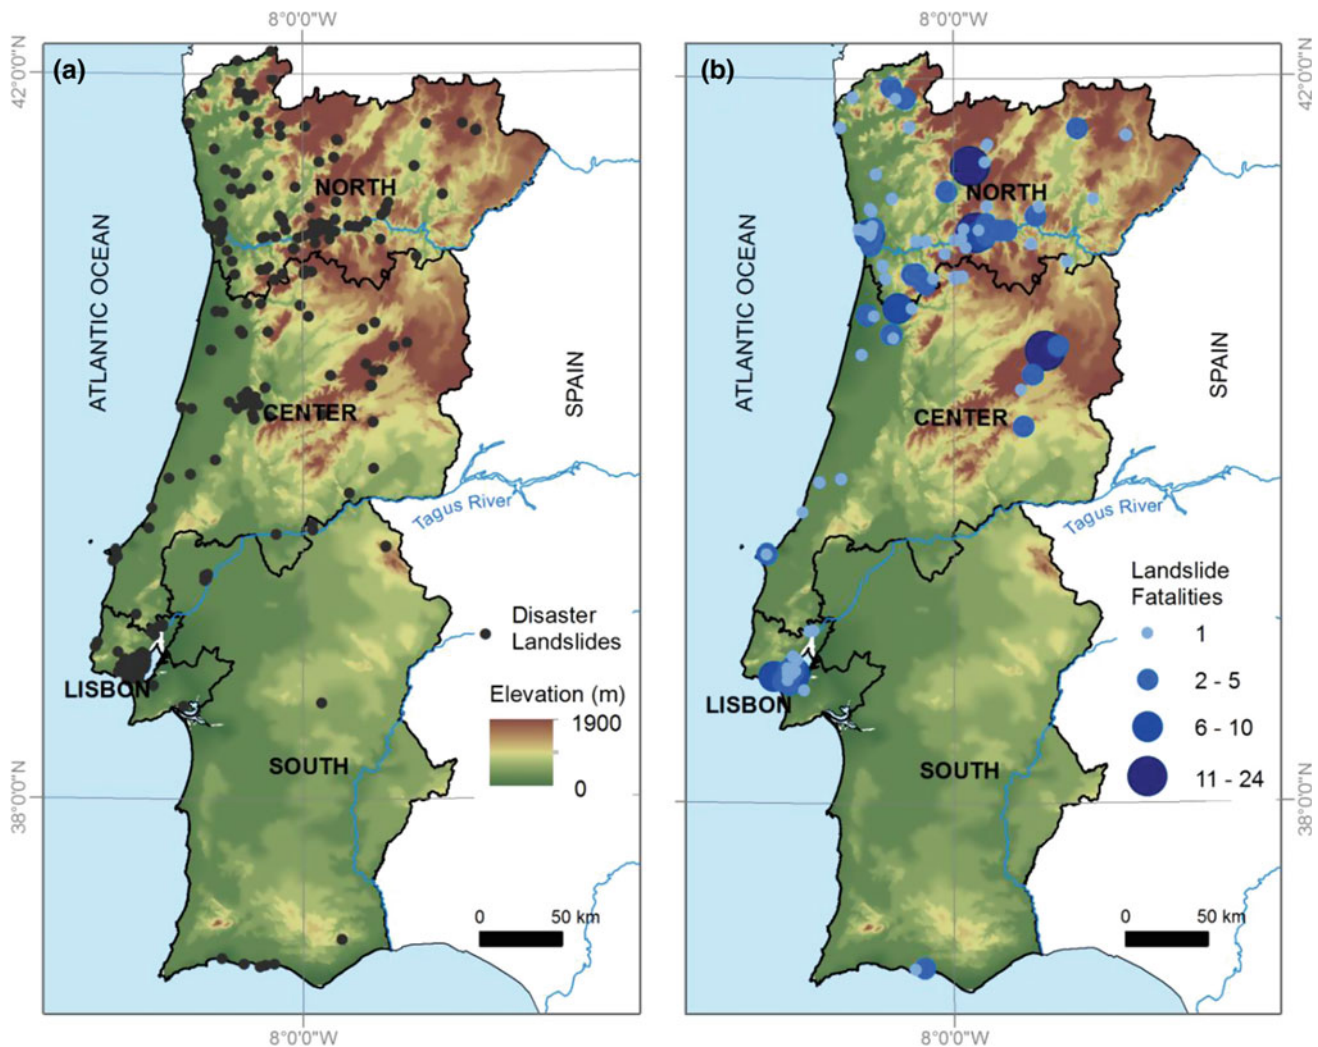 8°0'0"W
8°0'0"W
42°0'0"N
(a)
(b)
42°0'0"N
NORTH
NORTH
ATLANTIC OCEAN
ATLANTIC OCEAN
SPAIN
SPAIN
CENTER
CENTER
Tagus River
Tagus River
Disaster
Landslides
Landslide
Fatalities
1
2 - 5
6 - 10
11 - 24
LISBON
LISBON
Elevation (m)
1900
0
SOUTH
SOUTH
38°0'0"N
38°0'0"N
0 50 km
0 50 km
8°0'0"W
8°0'0"W